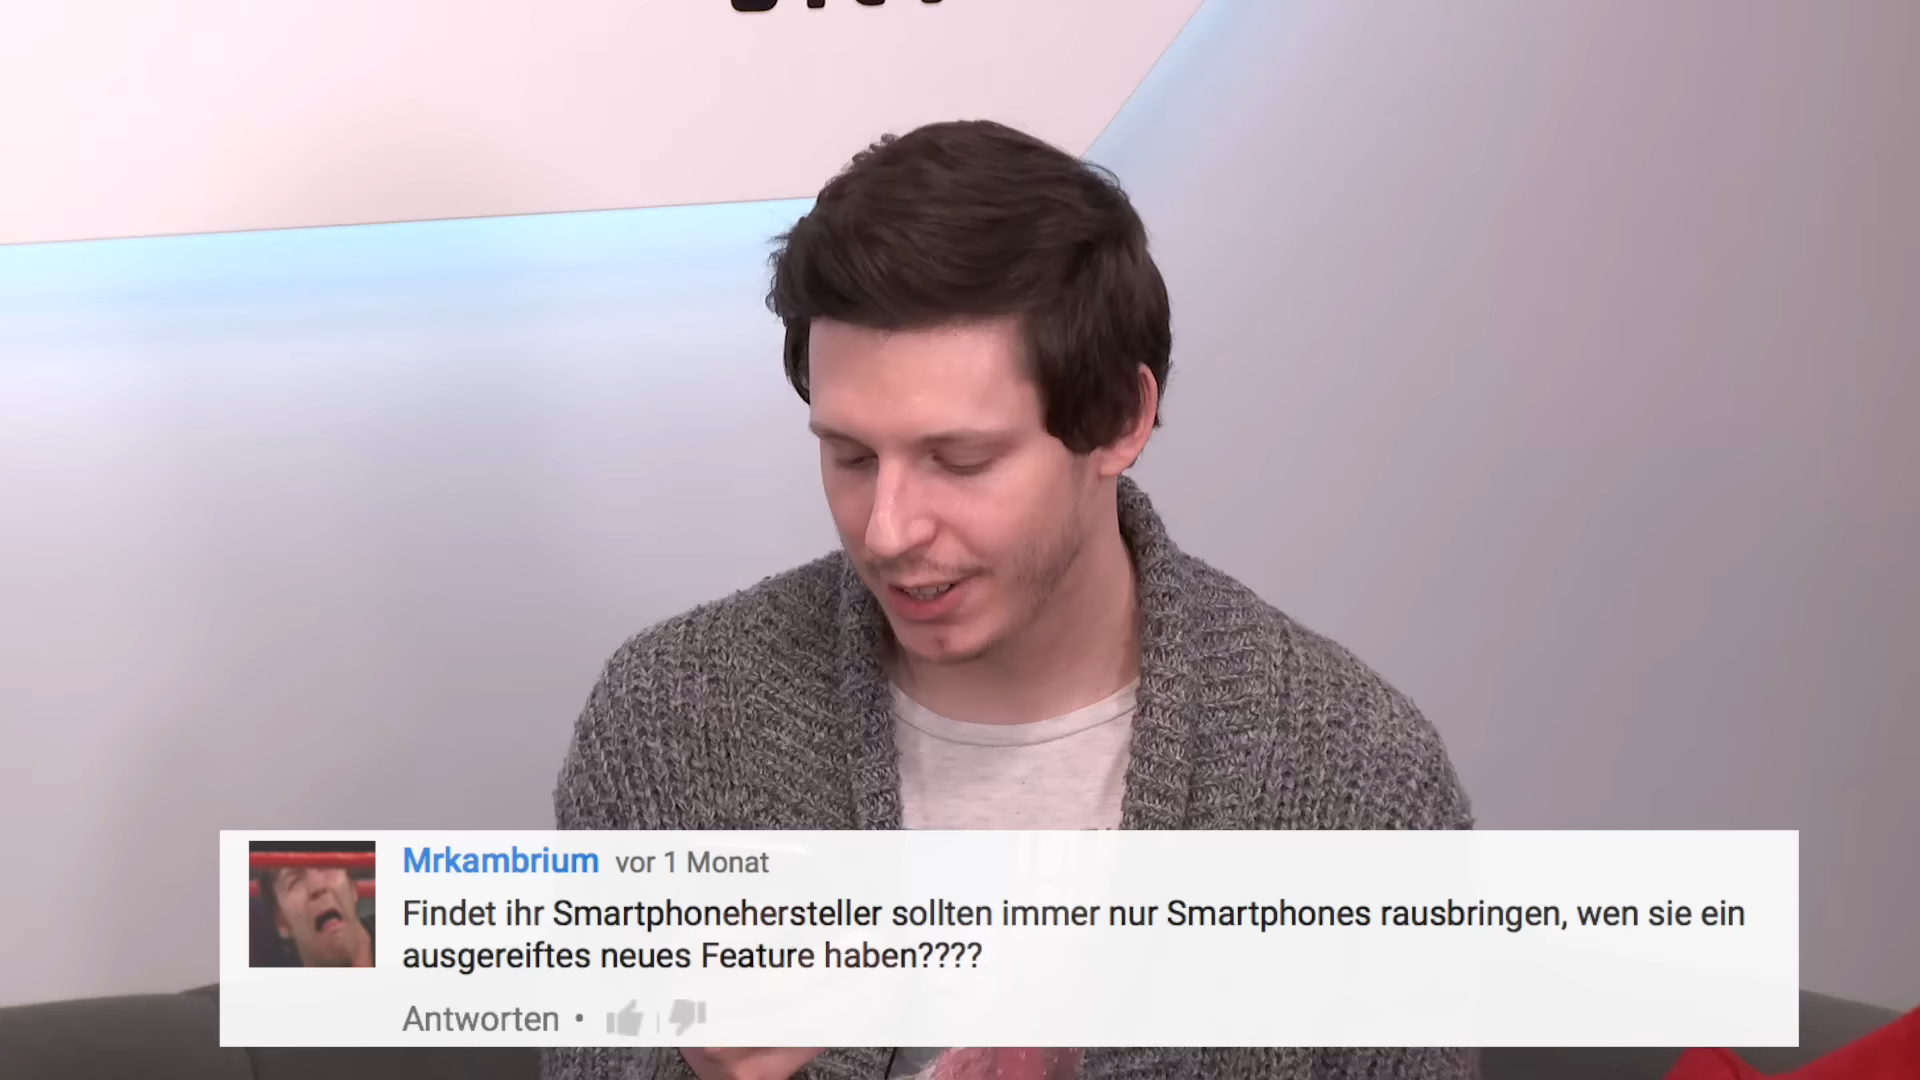 Mrkambrium vor 1 Monat
Findet ihr Smartphonehersteller sollten immer nur Smartphones rausbringen, wen sie ein
ausgereiftes neues Feature haben????
Antworten •